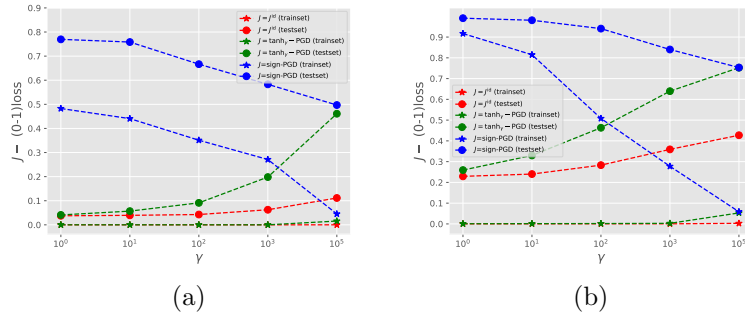 J − (0-1)loss
0.9
0.8
0.7
0.6
0.5
0.4
0.3
0.2
0.1
0.0
J = J^id (trainset)
J = J^id (testset)
J = tanh_γ − PGD (trainset)
J = tanh_γ − PGD (testset)
J=sign-PGD (trainset)
J=sign-PGD (testset)
10^0 10^1 10^2 10^3 10^5
γ
(a)
J − (0-1)loss
0.9
0.8
0.7
0.6
0.5
0.4
0.3
0.2
0.1
0.0
J = J^id (trainset)
J = J^id (testset)
J = tanh_γ − PGD (trainset)
J = tanh_γ − PGD (testset)
J=sign-PGD (trainset)
J=sign-PGD (testset)
10^0 10^1 10^2 10^3 10^5
γ
(b)